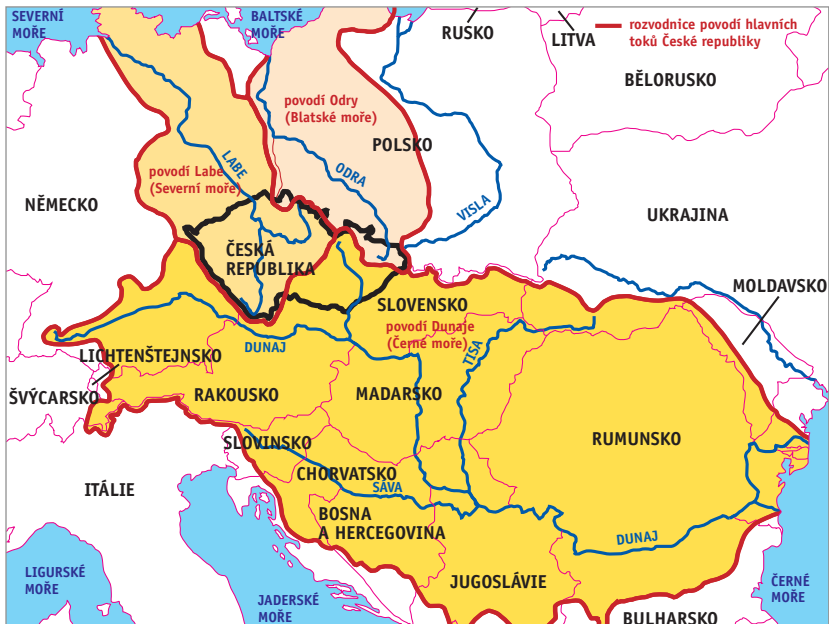 SEVERNÍ
MOŘE
BALTSKÉ
MOŘE
RUSKO
LITVA
rozvodnice povodí hlavních
toků České republiky
BĚLORUSKO
povodí Odry
(Blatské moře)
POLSKO
LABE
ODRA
povodí Labe
(Severní moře)
VISLA
NĚMECKO
UKRAJINA
ČESKÁ
REPUBLIKA
MOLDAVSKO
SLOVENSKO
povodí Dunaje
(Černé moře)
DUNAJ
TISA
LICHTENŠTEJNSKO
ŠVÝCARSKO
RAKOUSKO
MADARSKO
SLOVINSKO
RUMUNSKO
CHORVATSKO
SÁVA
ITÁLIE
BOSNA
A HERCEGOVINA
DUNAJ
LIGURSKÉ
MOŘE
JUGOSLÁVIE
ČERNÉ
MOŘE
JADERSKÉ
MOŘE
BULHARSKO